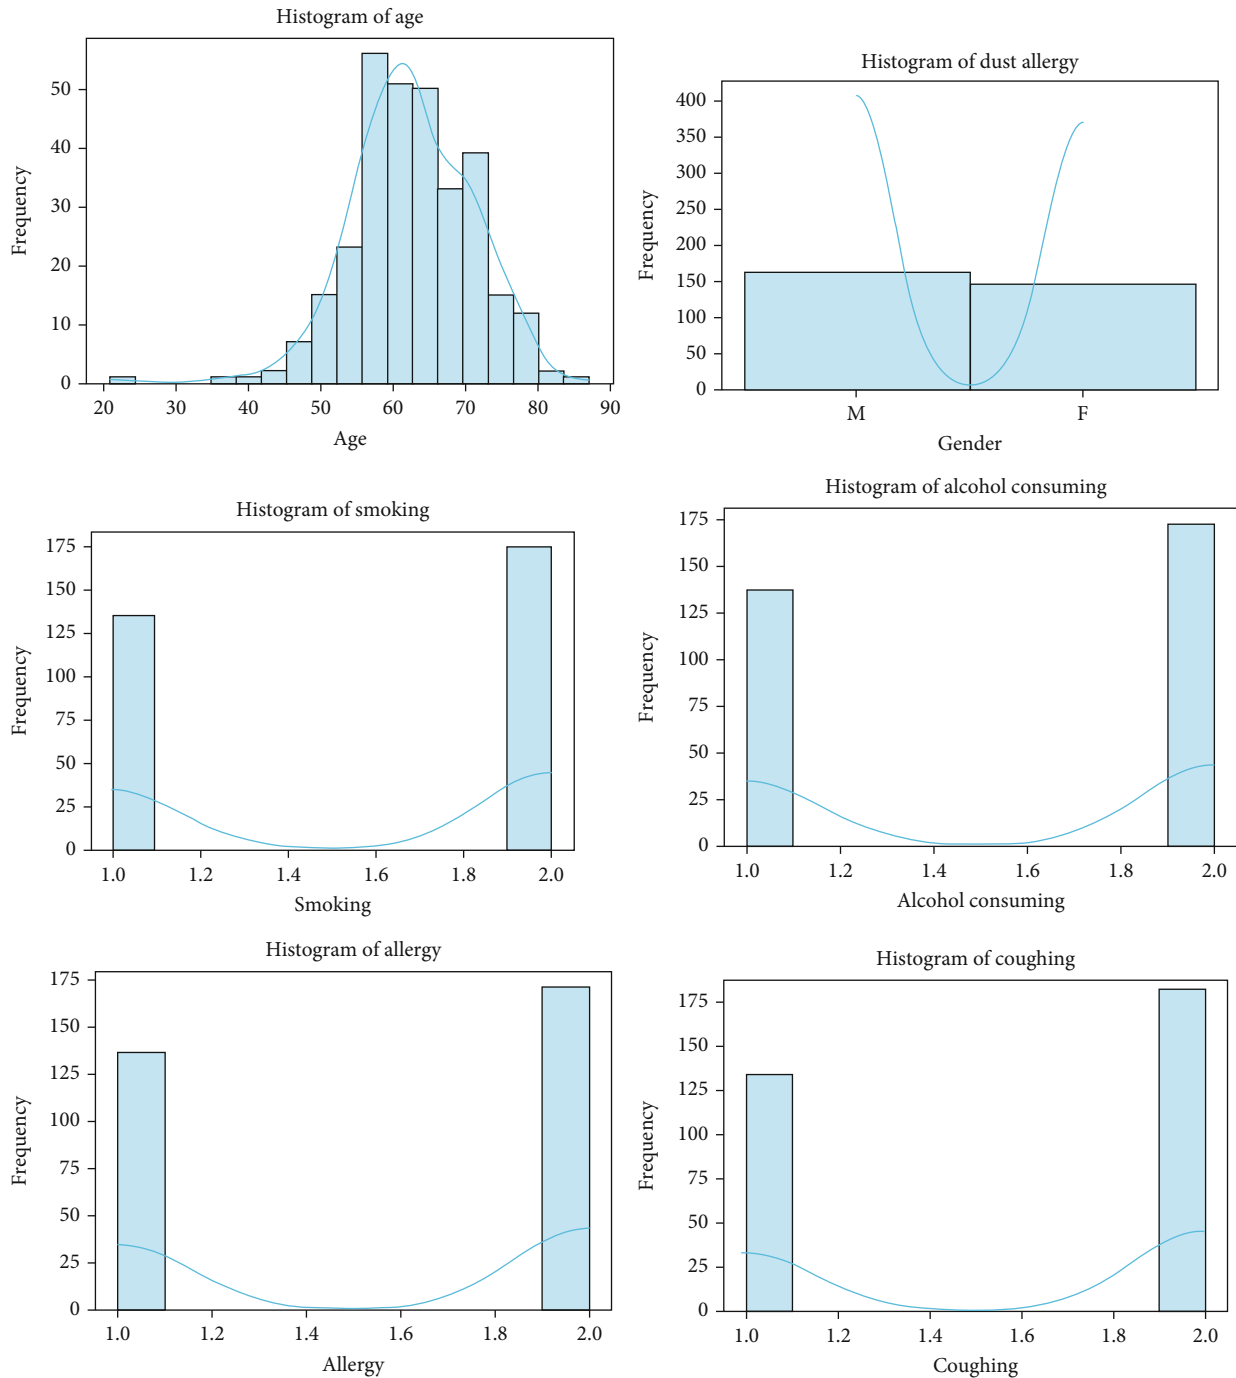 Histogram of age
Frequency
50
40
30
20
10
0
20 30 40 50 60 70 80 90
Age
Histogram of dust allergy
Frequency
400
350
300
250
200
150
100
50
0
M F
Gender
Histogram of smoking
Frequency
175
150
125
100
75
50
25
0
1.0 1.2 1.4 1.6 1.8 2.0
Smoking
Histogram of alcohol consuming
Frequency
175
150
125
100
75
50
25
0
1.0 1.2 1.4 1.6 1.8 2.0
Alcohol consuming
Histogram of allergy
Frequency
175
150
125
100
75
50
25
0
1.0 1.2 1.4 1.6 1.8 2.0
Allergy
Histogram of coughing
Frequency
175
150
125
100
75
50
25
0
1.0 1.2 1.4 1.6 1.8 2.0
Coughing